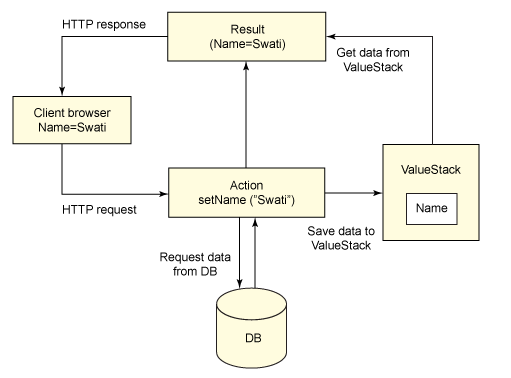 HTTP response
Result
(Name=Swati)
Get data from
ValueStack
Client browser
Name=Swati
ValueStack
Name
Action
setName ("Swati")
HTTP request
Save data to
ValueStack
Request data
from DB
DB